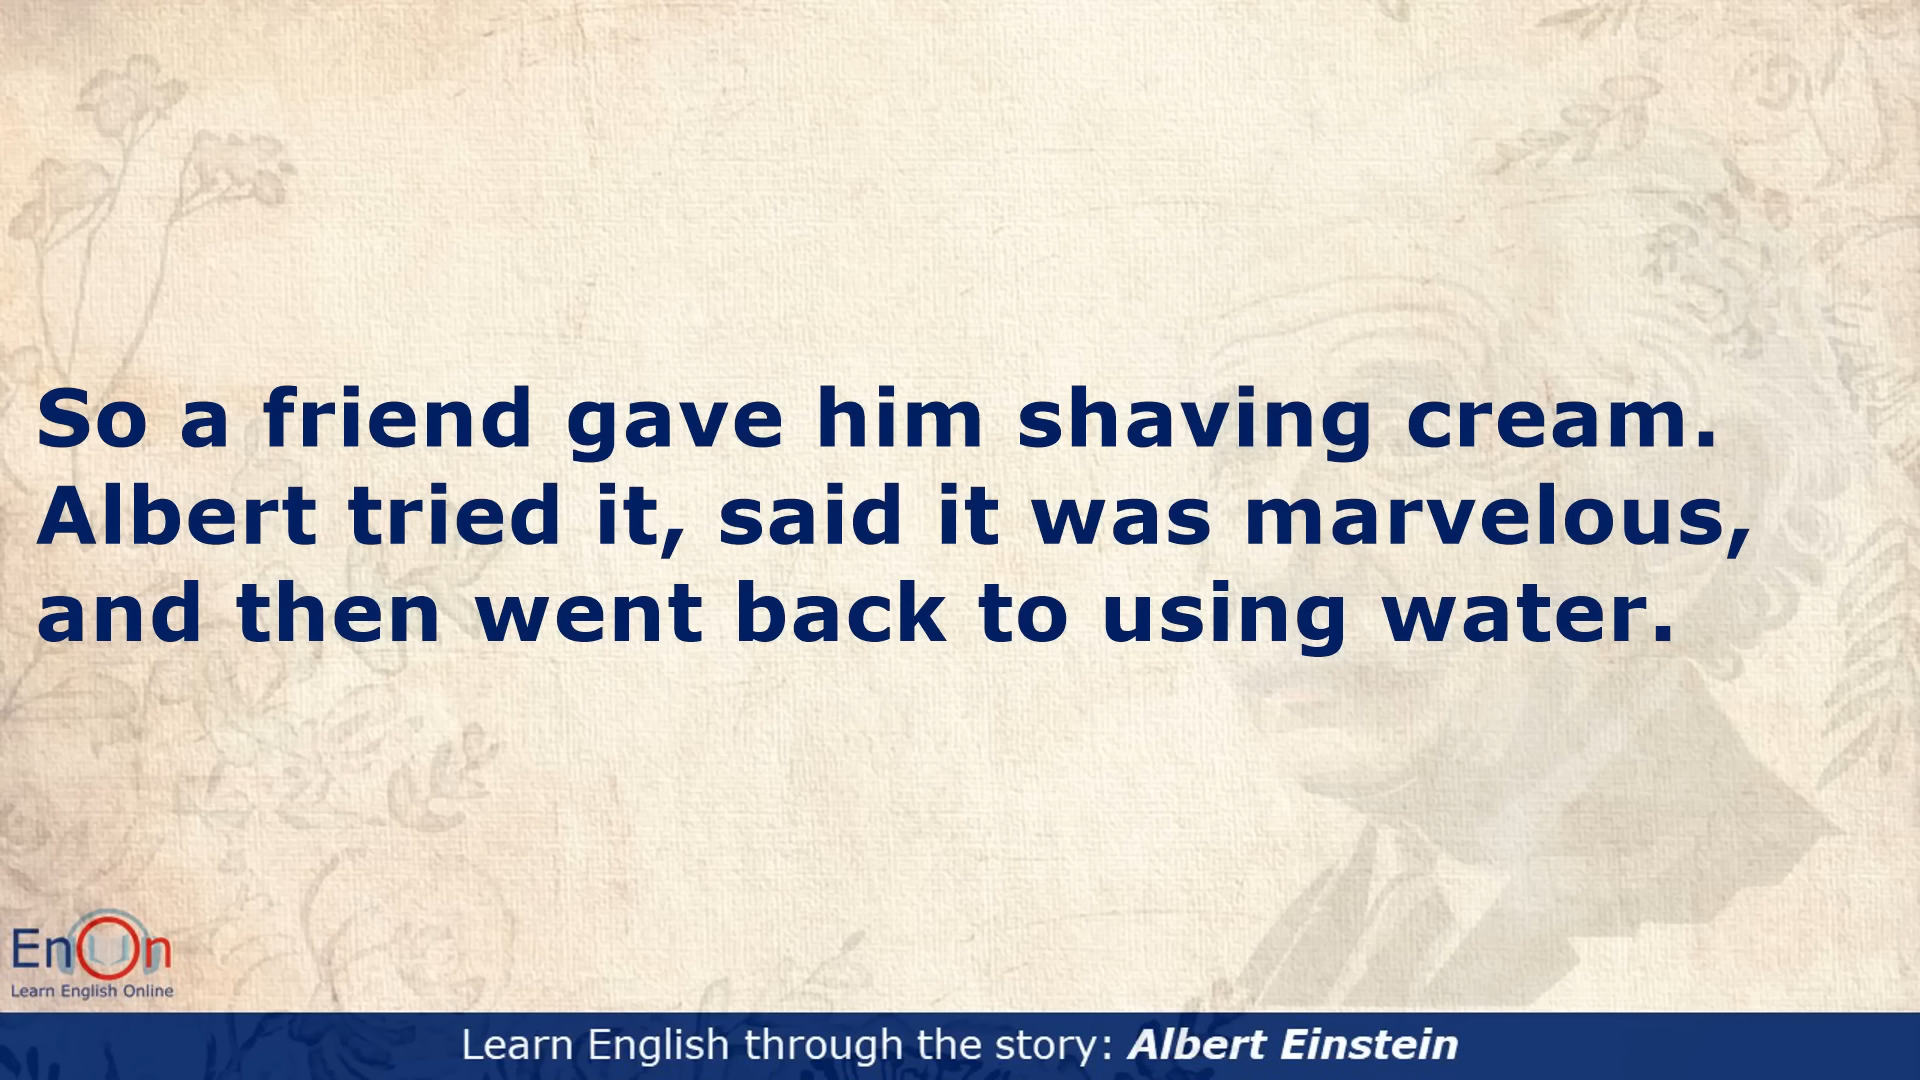 So a friend gave him shaving cream.
Albert tried it, said it was marvelous,
and then went back to using water.
EnOn
Learn English Online
Learn English through the story: Albert Einstein